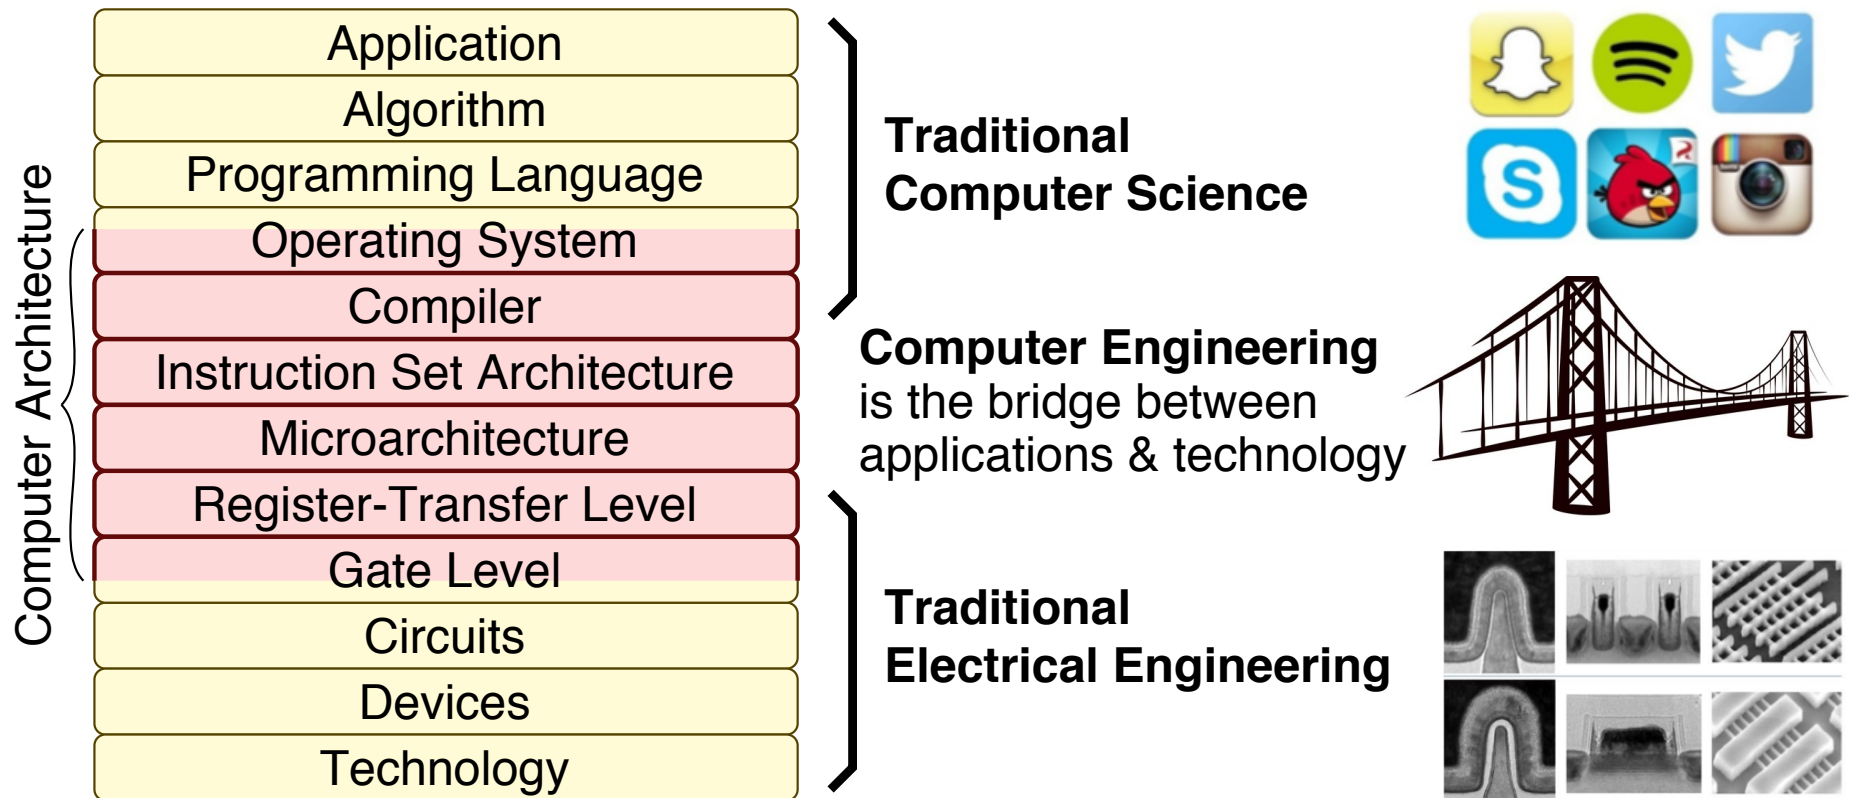 Computer Architecture
Application
Algorithm
Programming Language
Operating System
Compiler
Instruction Set Architecture
Microarchitecture
Register-Transfer Level
Gate Level
Circuits
Devices
Technology
Traditional
Computer Science
Computer Engineering
is the bridge between
applications & technology
Traditional
Electrical Engineering
S